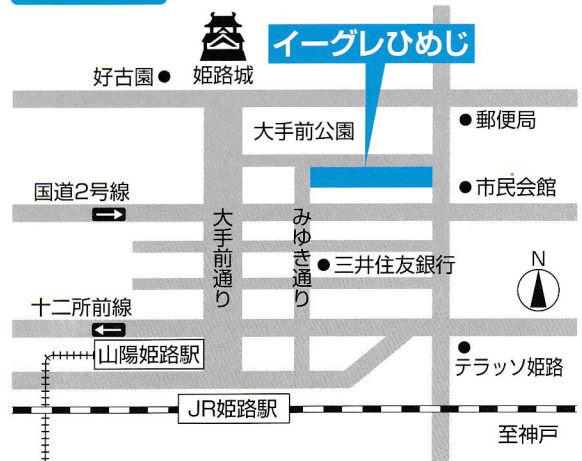 イーグレひめじ
好古園
姫路城
大手前公園
郵便局
国道2号線
市民会館
大手前通り
みゆき通り
三井住友銀行
N
十二所前線
山陽姫路駅
テラッソ姫路
JR姫路駅
至神戸